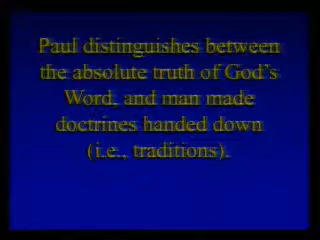 Paul distinguishes between
the absolute truth of God's
Word, and man made
doctrines handed down
(i.e., traditions).